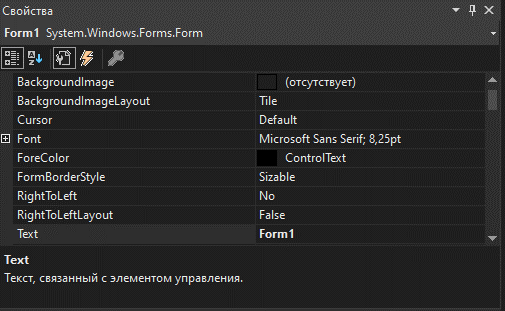 Свойства
Form1 System.Windows.Forms.Form
BackgroundImage (отсутствует)
BackgroundImageLayout Tile
Cursor Default
Font Microsoft Sans Serif; 8,25pt
ForeColor ControlText
FormBorderStyle Sizable
RightToLeft No
RightToLeftLayout False
Text Form1
Text
Текст, связанный с элементом управления.